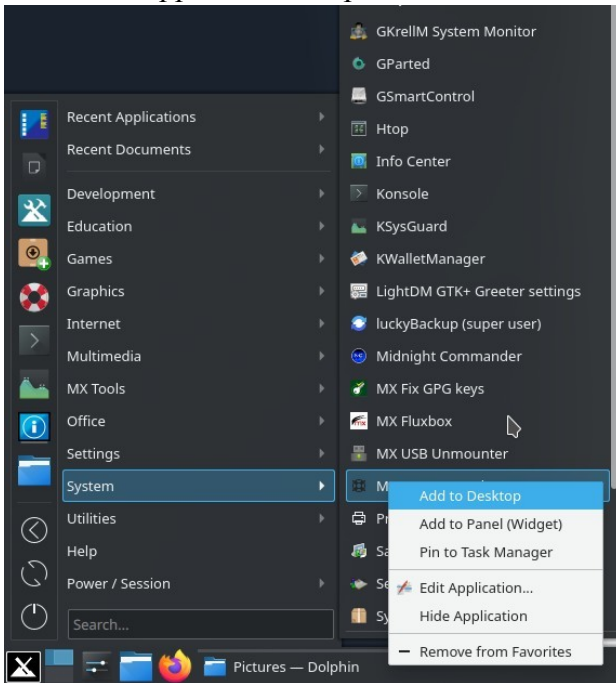 Recent Applications
Recent Documents
Development
Education
Games
Graphics
Internet
Multimedia
MX Tools
Office
Settings
System
Utilities
Help
Power / Session
Search...
GKrellM System Monitor
GParted
GSmartControl
Htop
Info Center
Konsole
KSysGuard
KWalletManager
LightDM GTK+ Greeter settings
luckyBackup (super user)
Midnight Commander
MX Fix GPG keys
MX Fluxbox
MX USB Unmounter
Add to Desktop
Add to Panel (Widget)
Pin to Task Manager
Edit Application...
Hide Application
Remove from Favorites
Pictures — Dolphin